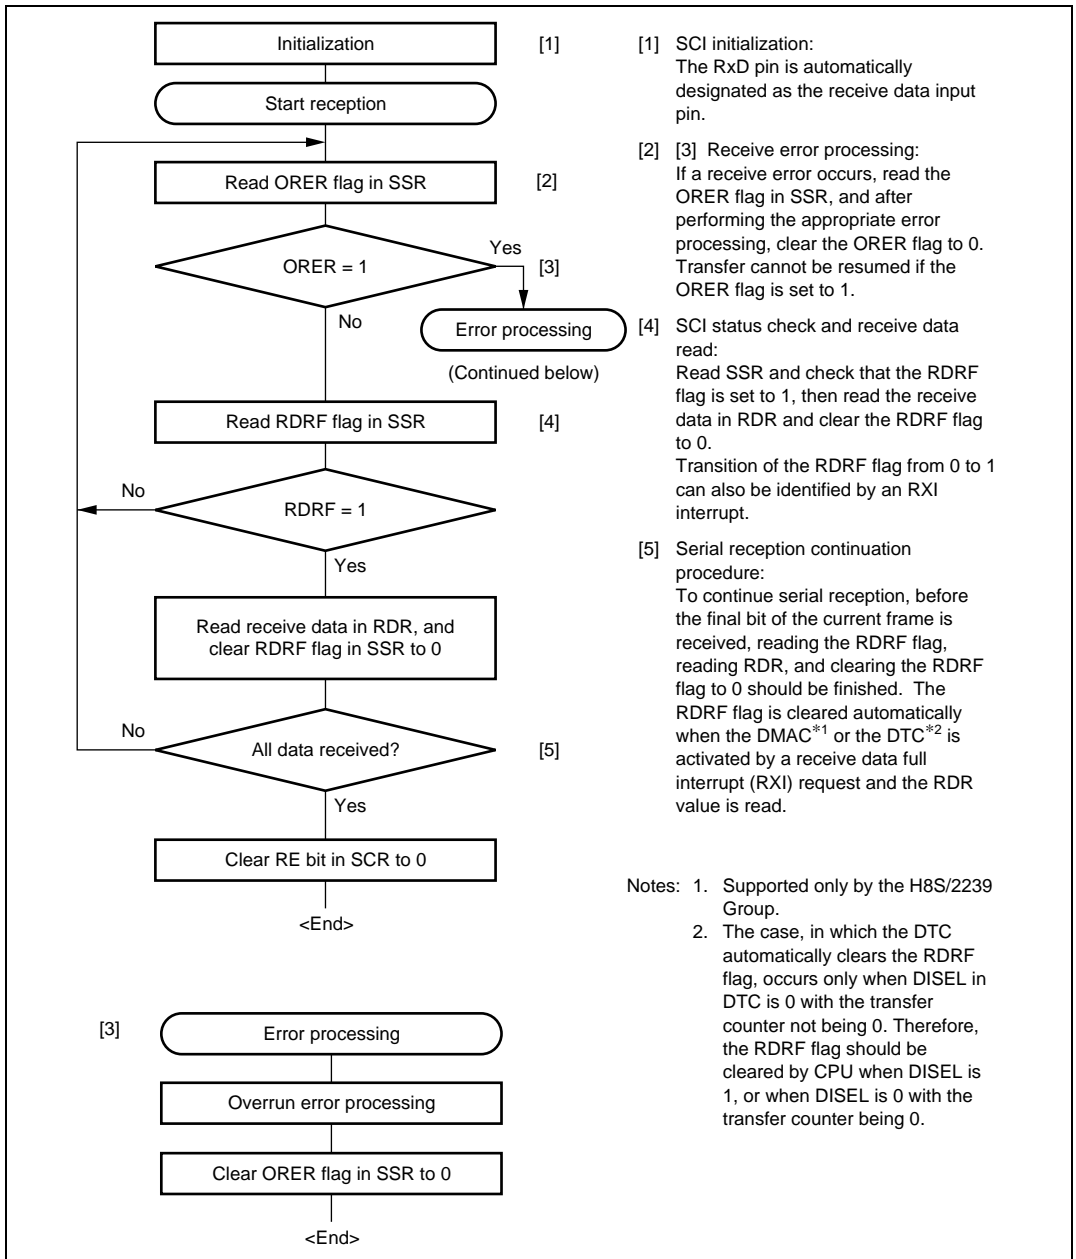 Initialization [1]
Start reception
Read ORER flag in SSR [2]
Yes
ORER = 1 [3]
No
Error processing
(Continued below)
Read RDRF flag in SSR [4]
No
RDRF = 1
Yes
Read receive data in RDR, and
clear RDRF flag in SSR to 0
No
All data received? [5]
Yes
Clear RE bit in SCR to 0
<End>
[3] Error processing
Overrun error processing
Clear ORER flag in SSR to 0
<End>
[1] SCI initialization:
The RxD pin is automatically
designated as the receive data input
pin.
[2] [3] Receive error processing:
If a receive error occurs, read the
ORER flag in SSR, and after
performing the appropriate error
processing, clear the ORER flag to 0.
Transfer cannot be resumed if the
ORER flag is set to 1.
[4] SCI status check and receive data
read:
Read SSR and check that the RDRF
flag is set to 1, then read the receive
data in RDR and clear the RDRF flag
to 0.
Transition of the RDRF flag from 0 to 1
can also be identified by an RXI
interrupt.
[5] Serial reception continuation
procedure:
To continue serial reception, before
the final bit of the current frame is
received, reading the RDRF flag,
reading RDR, and clearing the RDRF
flag to 0 should be finished. The
RDRF flag is cleared automatically
when the DMAC*1 or the DTC*2 is
activated by a receive data full
interrupt (RXI) request and the RDR
value is read.
Notes: 1. Supported only by the H8S/2239
Group.
2. The case, in which the DTC
automatically clears the RDRF
flag, occurs only when DISEL in
DTC is 0 with the transfer
counter not being 0. Therefore,
the RDRF flag should be
cleared by CPU when DISEL is
1, or when DISEL is 0 with the
transfer counter being 0.